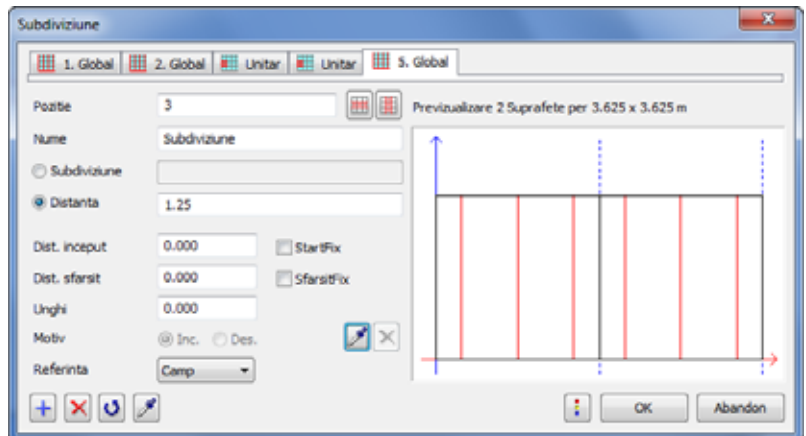 Subdiviziune
1. Global 2. Global Unitar Unitar 5. Global
Pozitie 3 Previzualizare 2 Suprafete per 3.625 x 3.625 m
Nume Subdiviziune
Subdiviziune
Distanta 1.25
Dist. inceput 0.000 StartFix
Dist. sfarsit 0.000 SfarsitFix
Unghi 0.000
Motiv Inc. Des.
Referinta Camp
OK Abandon